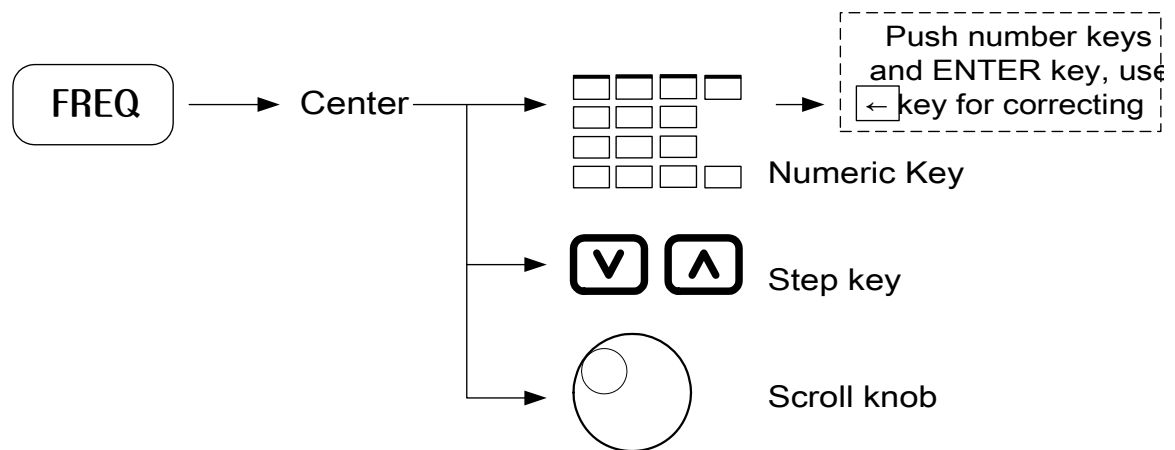 FREQ
Center
Push number keys
and ENTER key, use
← key for correcting
Numeric Key
Step key
Scroll knob